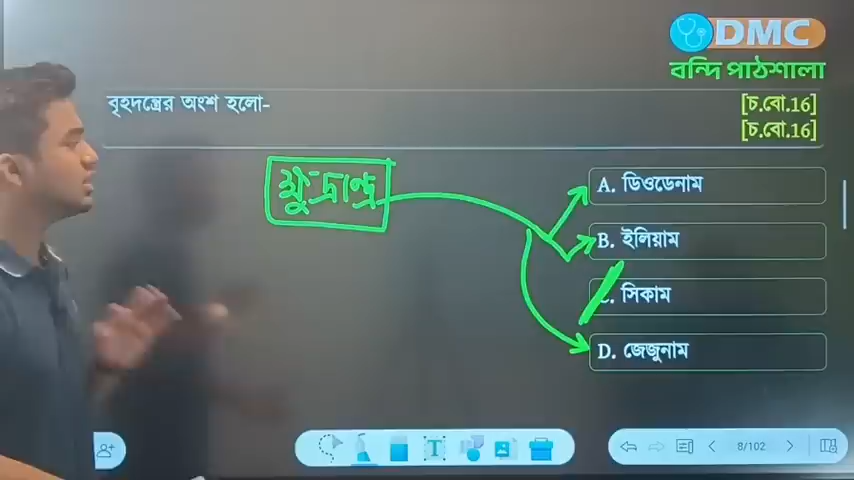 DMC
বন্দি পাঠশালা
বৃহদন্ত্রের অংশ হলো-
[চ.বো.16]
[চ.বো.16]
ক্ষুদ্রান্ত্র
A. ডিওডেনাম
B. ইলিয়াম
C. সিকাম
D. জেজুনাম
T
8/102